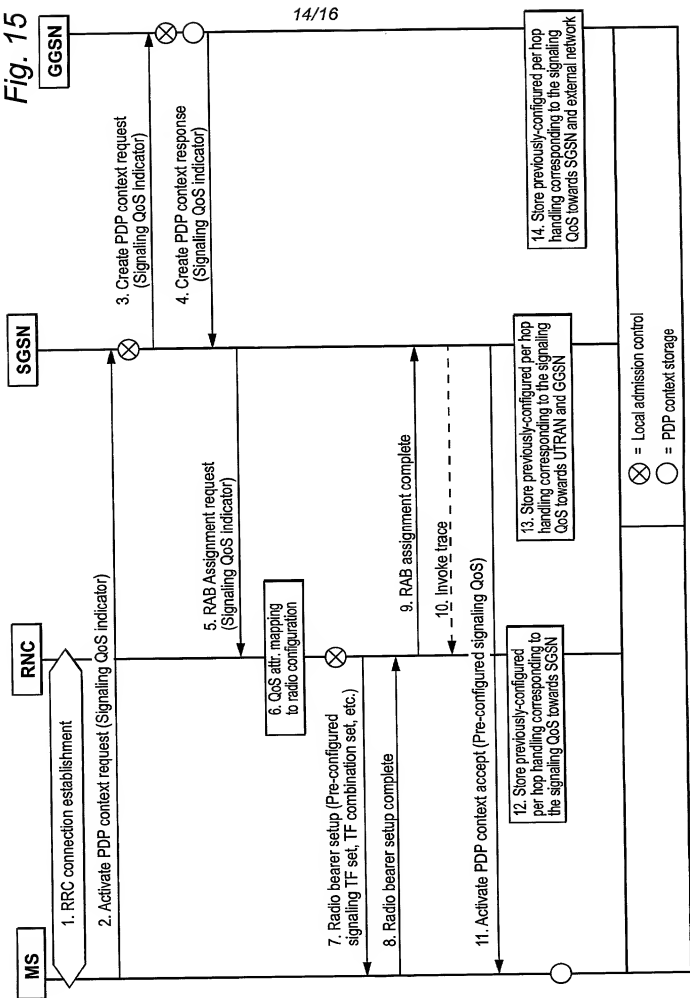 14/16
Fig. 15
MS
RNC
SGSN
GGSN
1. RRC connection establishment
2. Activate PDP context request (Signaling QoS indicator)
3. Create PDP context request
(Signaling QoS Indicator)
4. Create PDP context response
(Signaling QoS indicator)
5. RAB Assignment request
(Signaling QoS Indicator)
6. QoS attr. mapping
to radio configuration
7. Radio bearer setup (Pre-configured
signaling TF set, TF combination set, etc.)
8. Radio bearer setup complete
9. RAB assignment complete
10. Invoke trace
11. Activate PDP context accept (Pre-configured signaling QoS)
12. Store previously-configured
per hop handling corresponding to
the signaling QoS towards SGSN
13. Store previously-configured per hop
handling corresponding to the signaling
QoS towards UTRAN and GGSN
14. Store previously-configured per hop
handling corresponding to the signaling
QoS towards SGSN and external network
= Local admission control
= PDP context storage